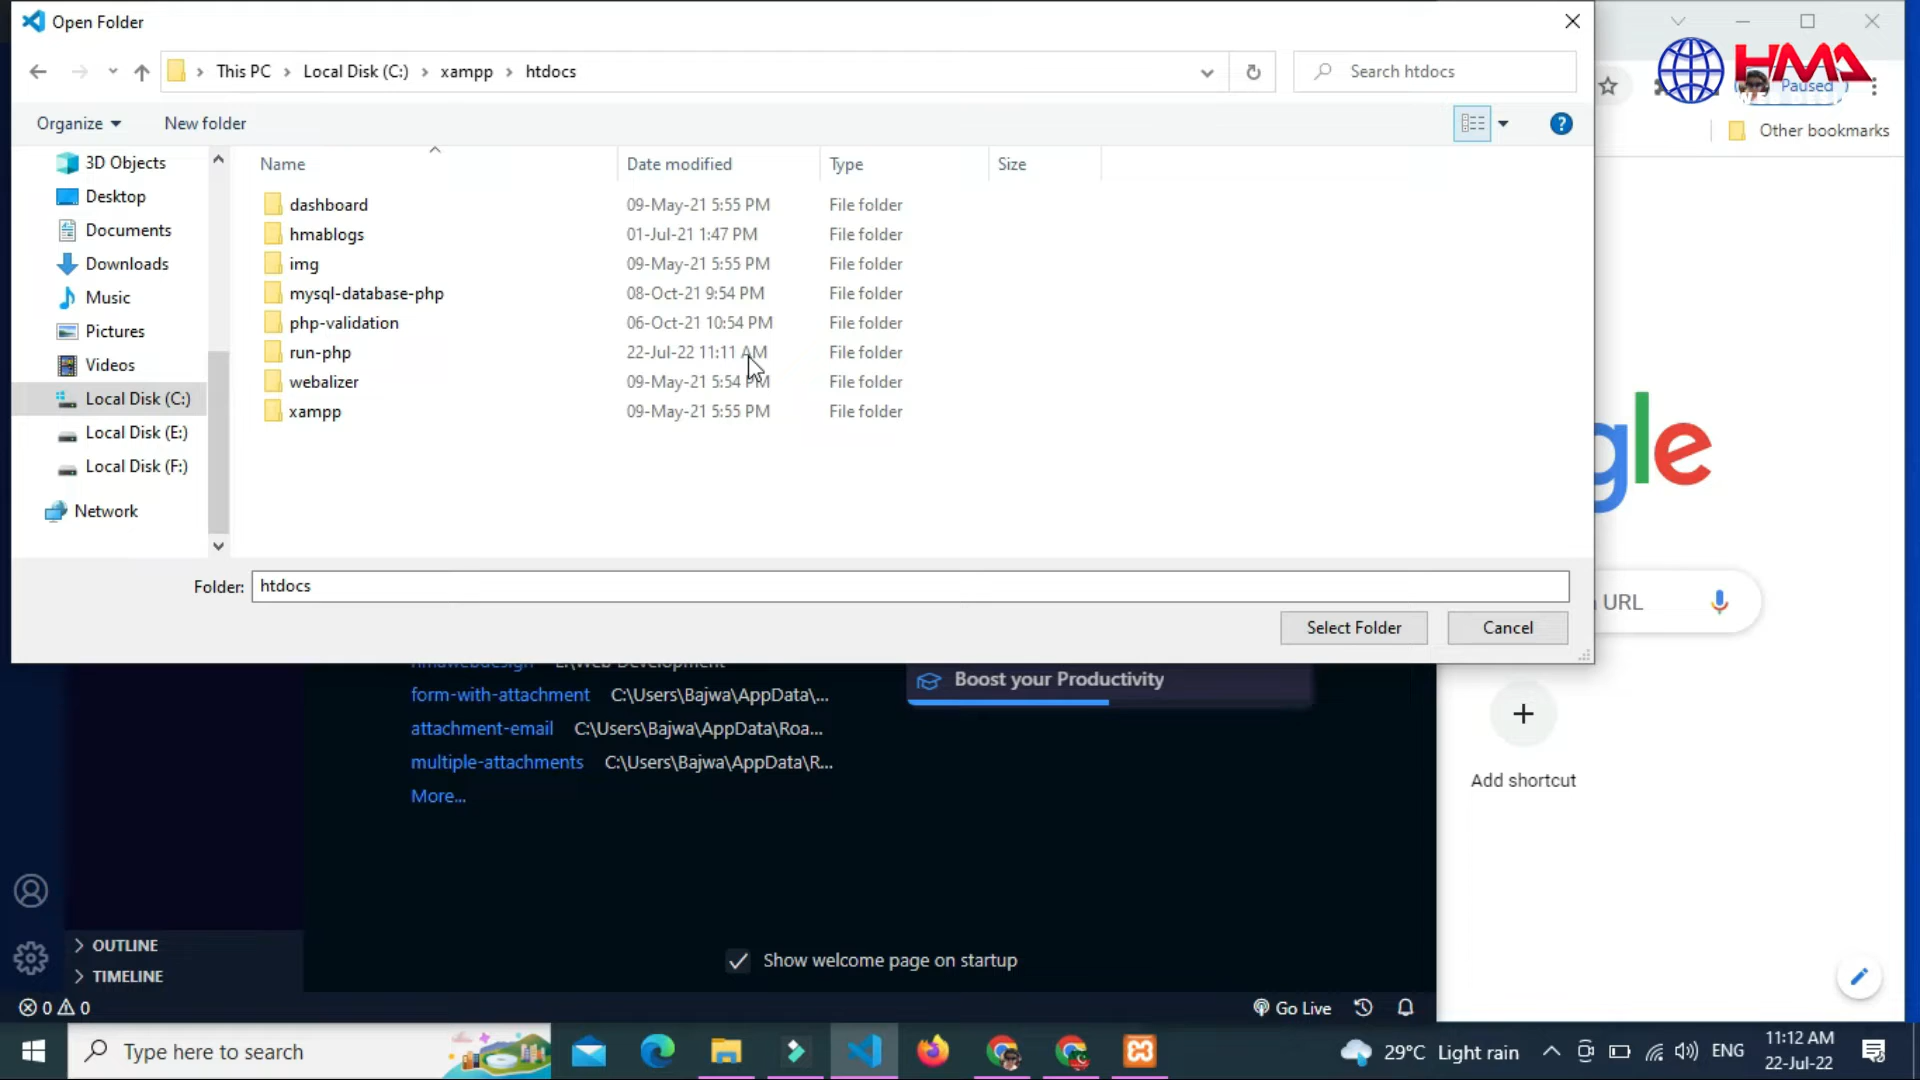 Open Folder
This PC > Local Disk (C:) > xampp > htdocs
Search htdocs
HMA
Paused
Organize
New folder
Other bookmarks
Name Date modified Type Size
3D Objects
Desktop
Documents
Downloads
Music
Pictures
Videos
Local Disk (C:)
Local Disk (E:)
Local Disk (F:)
Network
dashboard 09-May-21 5:55 PM File folder
hmablogs 01-Jul-21 1:47 PM File folder
img 09-May-21 5:55 PM File folder
mysql-database-php 08-Oct-21 9:54 PM File folder
php-validation 06-Oct-21 10:54 PM File folder
run-php 22-Jul-22 11:11 AM File folder
webalizer 09-May-21 5:54 PM File folder
xampp 09-May-21 5:55 PM File folder
gle
Folder: htdocs
URL
Select Folder
Cancel
hmawebdesign E:\Web Development
form-with-attachment C:\Users\Bajwa\AppData\...
attachment-email C:\Users\Bajwa\AppData\Roa...
multiple-attachments C:\Users\Bajwa\AppData\R...
More...
Boost your Productivity
Add shortcut
OUTLINE
TIMELINE
Show welcome page on startup
0 0
Go Live
Type here to search
29°C Light rain
ENG
11:12 AM
22-Jul-22